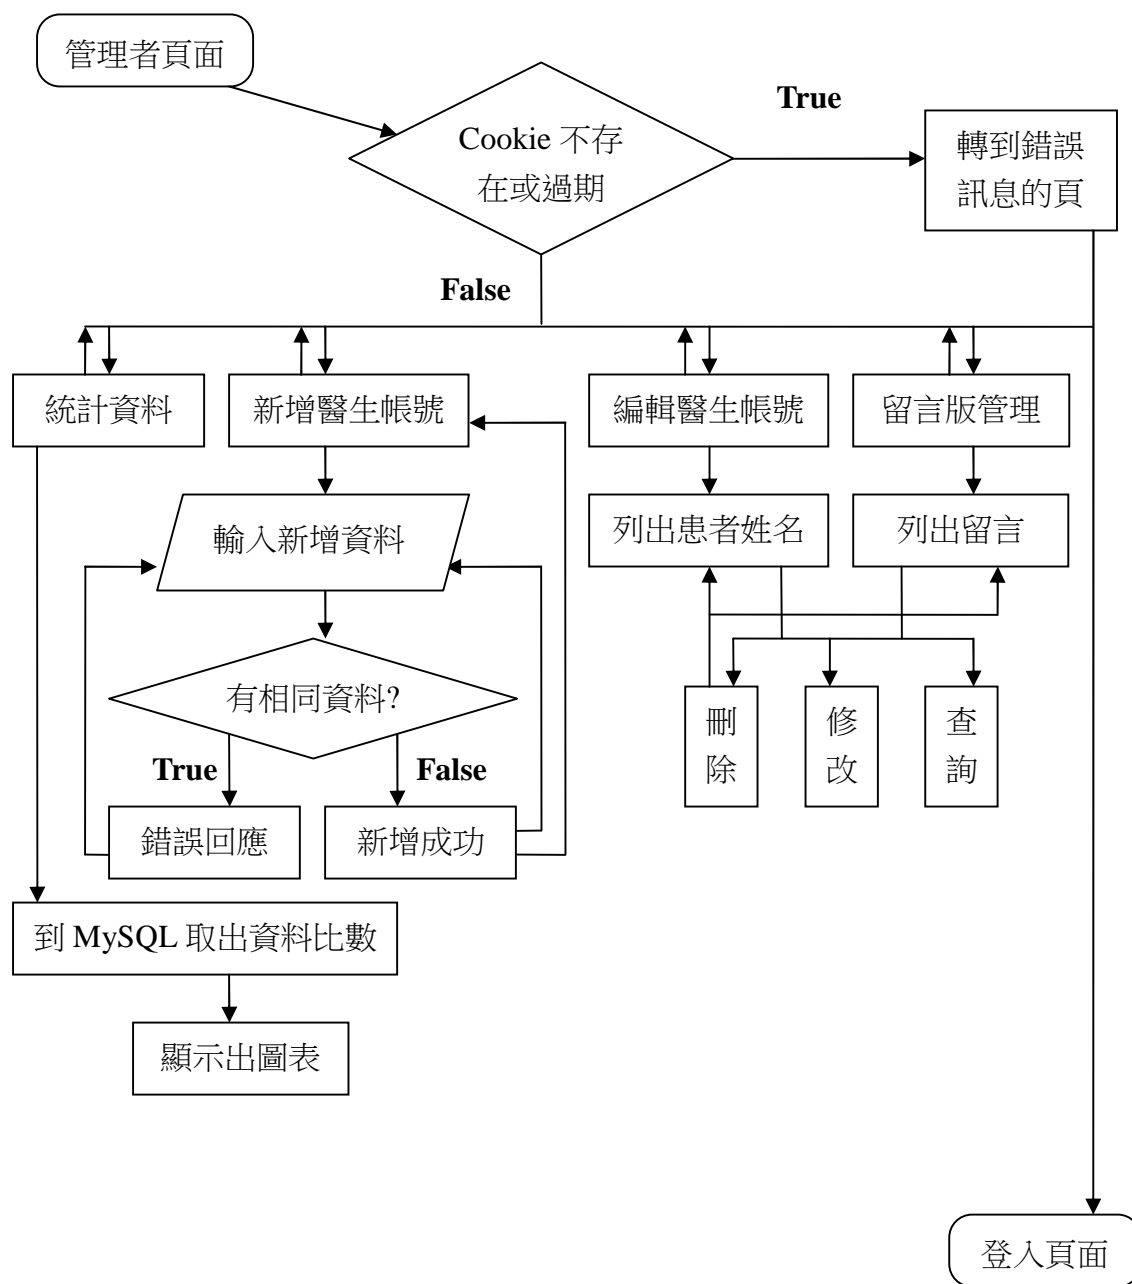 管理者頁面
True
Cookie 不存
在或過期
轉到錯誤
訊息的頁
False
統計資料
新增醫生帳號
編輯醫生帳號
留言版管理
輸入新增資料
列出患者姓名
列出留言
有相同資料?
刪
除
修
改
查
詢
True
False
錯誤回應
新增成功
到 MySQL 取出資料比數
顯示出圖表
登入頁面